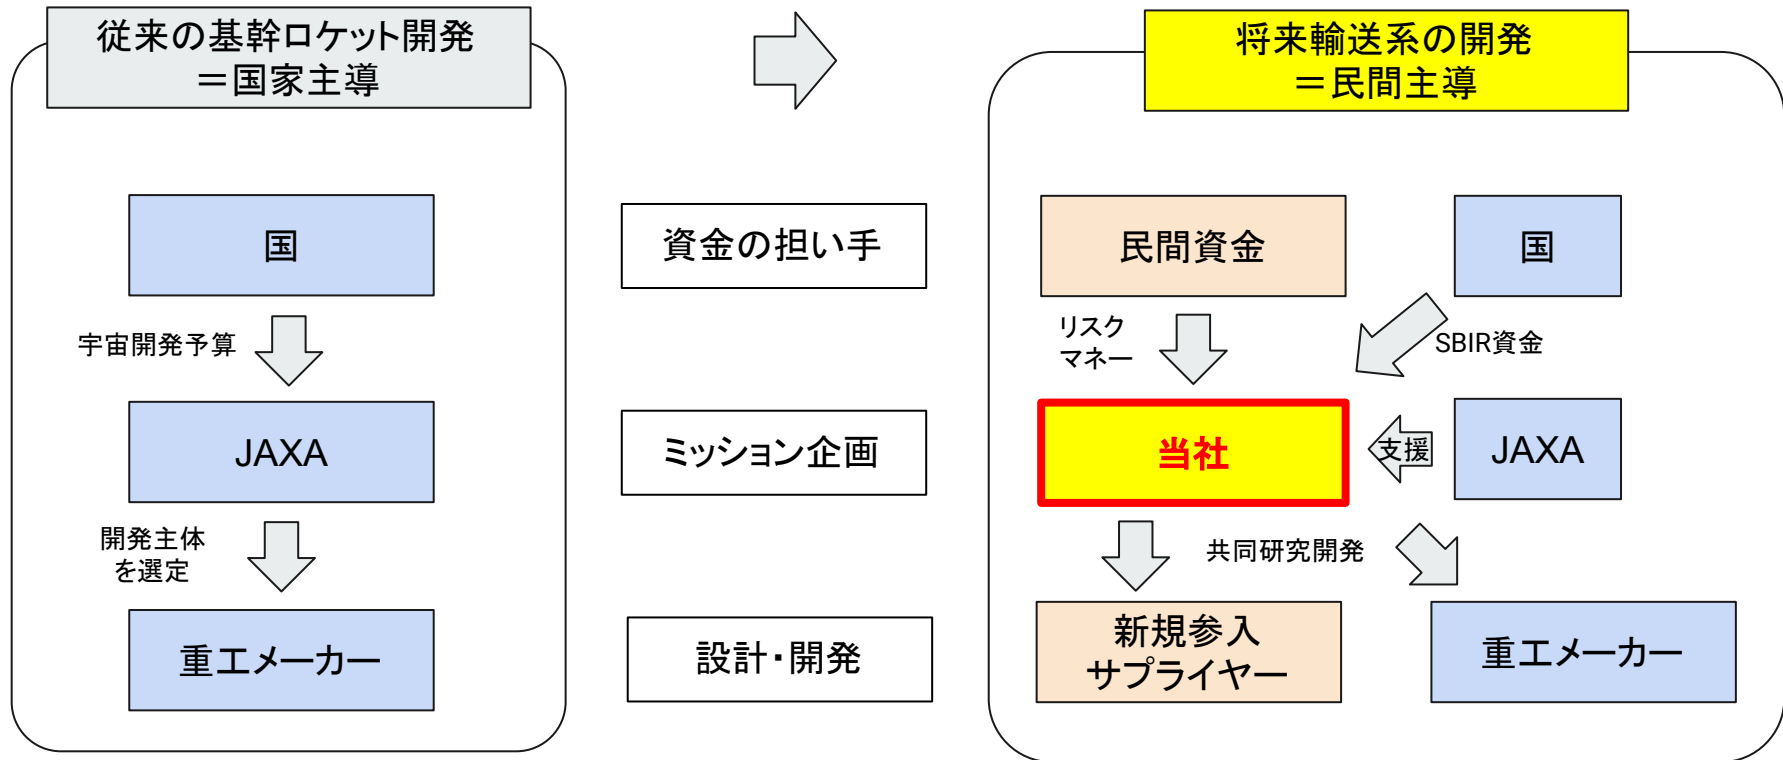 従来の基幹ロケット開発
＝国家主導
将来輸送系の開発
＝民間主導
国
資金の担い手
民間資金
国
宇宙開発予算
リスク
マネー
SBIR資金
JAXA
ミッション企画
当社
支援
JAXA
開発主体
を選定
共同研究開発
重工メーカー
設計・開発
新規参入
サプライヤー
重工メーカー